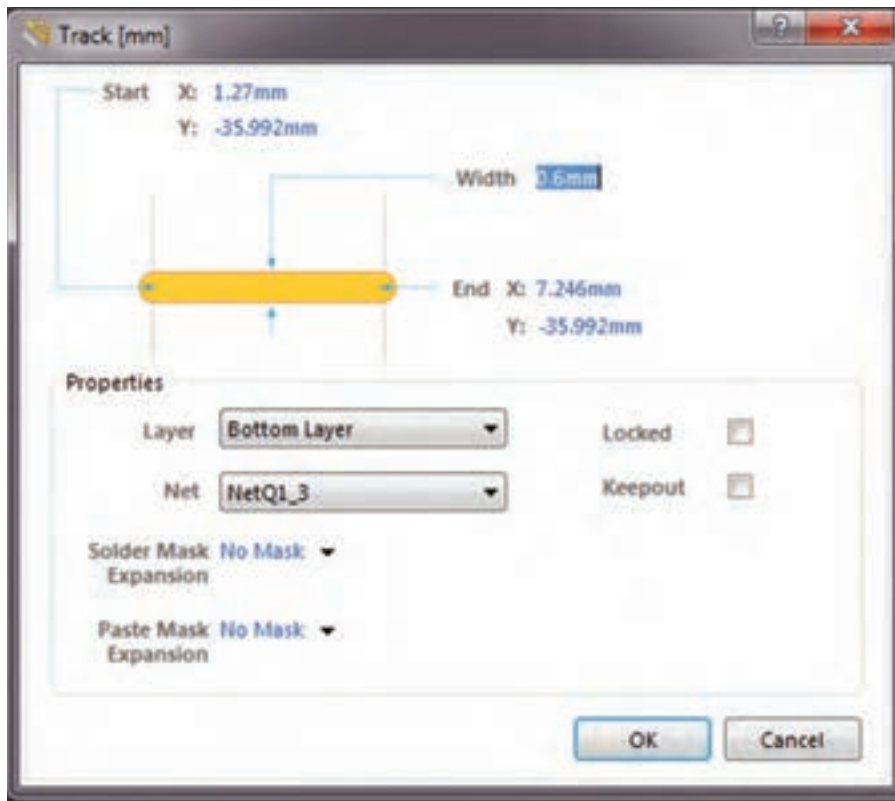 Track [mm]
Start X: 1.27mm
Y: -35.992mm
Width 0.6mm
End X: 7.246mm
Y: -35.992mm
Properties
Layer Bottom Layer
Locked
Net NetQ1_3
Keepout
Solder Mask No Mask
Expansion
Paste Mask No Mask
Expansion
OK Cancel